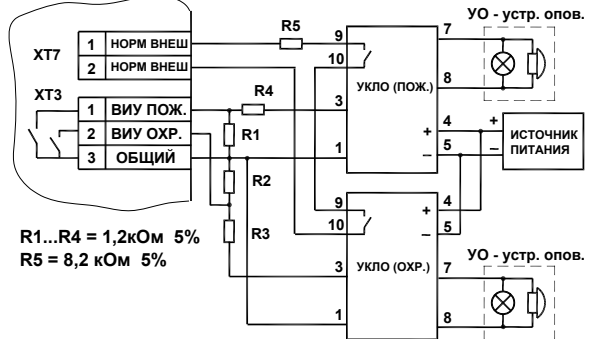 УО - устр. опов.
R5
9
7
ХТ7
1 НОРМ ВНЕШ
2 НОРМ ВНЕШ
10
УКЛО (ПОЖ.)
8
ХТ3
R4
3
1 ВИУ ПОЖ.
2 ВИУ ОХР.
3 ОБЩИЙ
R1
+ 4 +
– 5 –
ИСТОЧНИК
ПИТАНИЯ
1
R2
9
+ 4
10
– 5
R3
R1...R4 = 1,2кОм 5%
R5 = 8,2 кОм 5%
3
УКЛО (ОХР.)
7
УО - устр. опов.
1
8